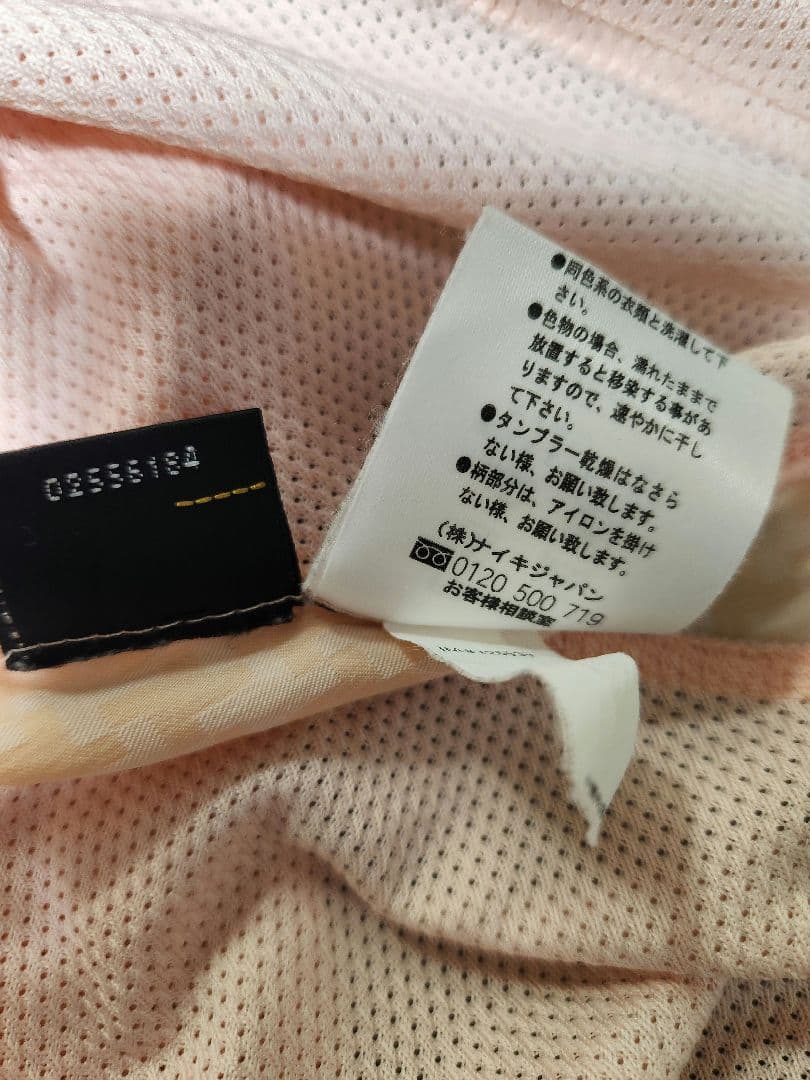 02556194
●同色系の衣類と洗濯して下
さい。
●色物の場合、濡れたままで
放置すると移染する事があ
りますので、速やかに干し
て下さい。
●タンブラー乾燥はなさら
ない様、お願い致します。
●柄部分は、アイロンを掛け
ない様、お願い致します。
(株)ナイキジャパン
0120 500 719
お客様相談室